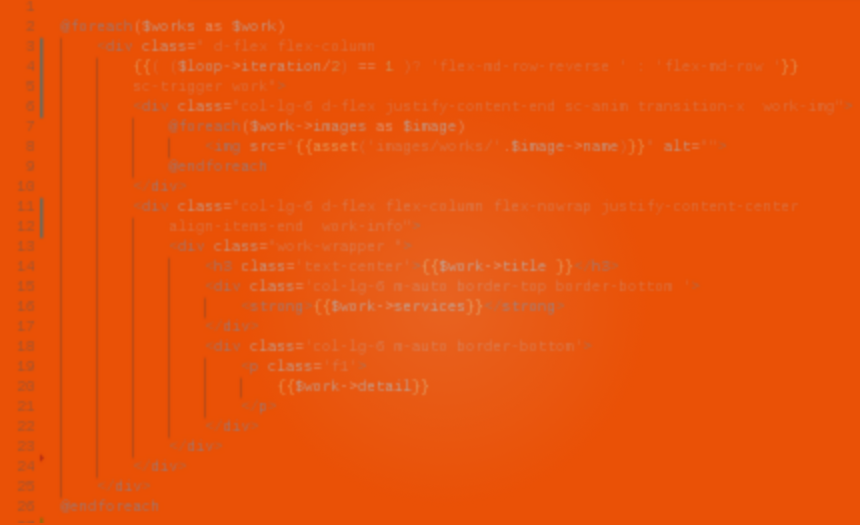 1
2 @foreach($works as $work)
3 <div class=" d-flex flex-column
4 {{( ($loop->iteration/2) == 1 )? 'flex-md-row-reverse ' : 'flex-md-row '}}
5 sc-trigger work">
6 <div class="col-lg-6 d-flex justify-content-end sc-anim transition-x work-img">
7 @foreach($work->images as $image)
8 <img src="{{asset('images/works/'.$image->name)}}" alt="">
9 @endforeach
10 </div>
11 <div class="col-lg-6 d-flex flex-column flex-nowrap justify-content-center
12 align-items-end work-info">
13 <div class="work-wrapper ">
14 class="text-center">{{$work->title }}
15 <div class="col-lg-6 m-auto border-top border-bottom ">
16 <strong>{{$work->services}}</strong>
17 </div>
18 <div class="col-lg-6 m-auto border-bottom">
19 <p class="fi">
20 {{$work->detail}}
21 </p>
22 </div>
23 </div>
24 </div>
25 </div>
26 @endforeach